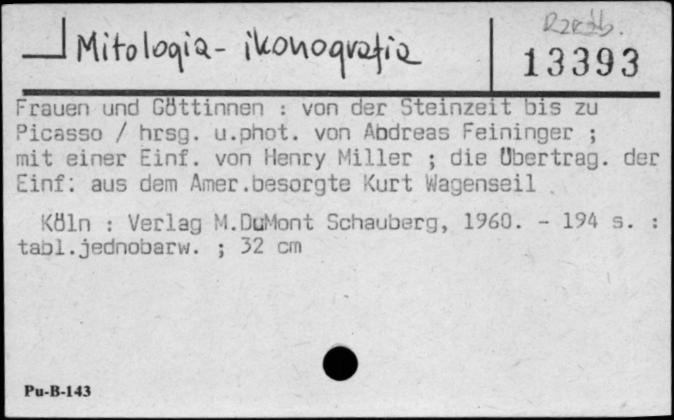 Rzeźb.
Mitologia - ikonografia
13393
Frauen und Göttinnen : von der Steinzeit bis zu
Picasso / hrsg. u.phot. von Abdreas Feininger ;
mit einer Einf. von Henry Miller ; die Übertrag. der
Einf: aus dem Amer.besorgte Kurt Wagenseil
Köln : Verlag M.DuMont Schauberg, 1960. - 194 s. :
tabl.jednobarw. ; 32 cm
Pu-B-143